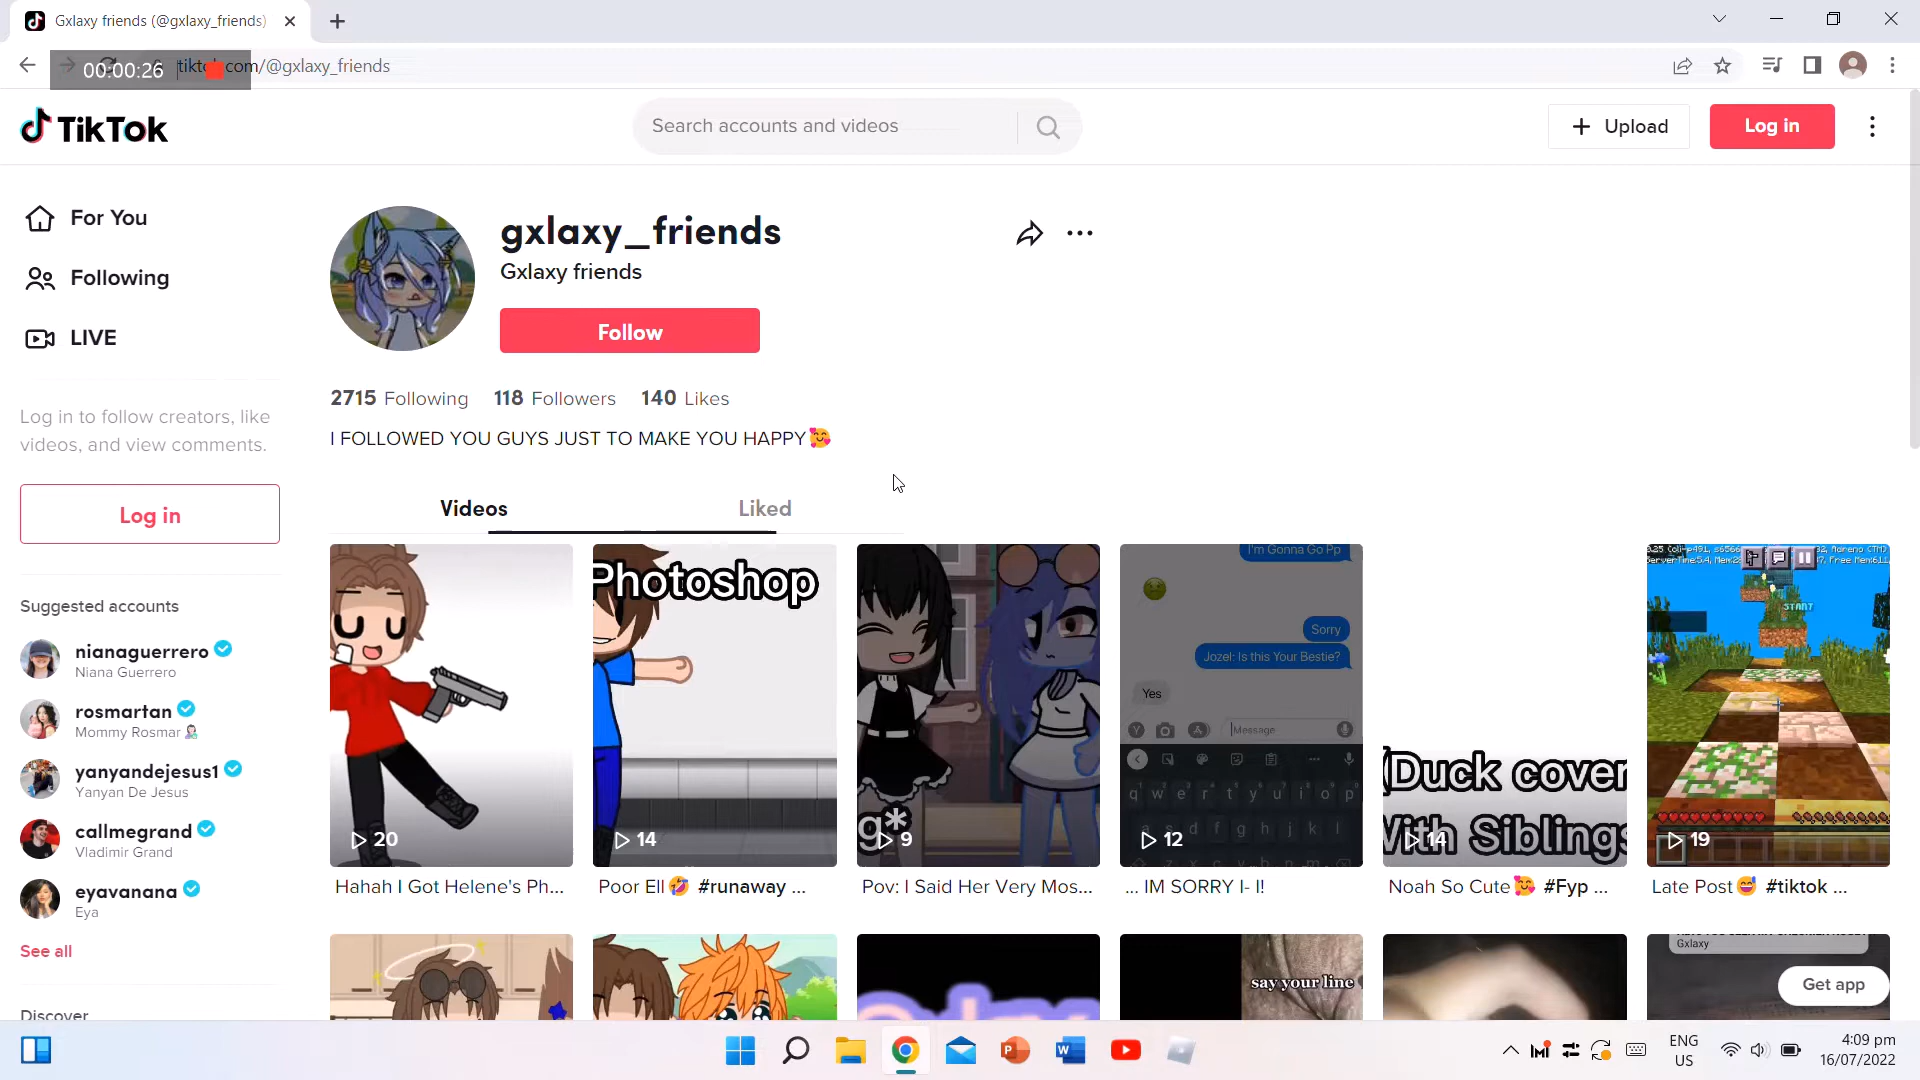 Gxlaxy friends (@gxlaxy_friends)
00:00:26
com/@gxlaxy_friends
TikTok
Search accounts and videos
Upload
Log in
For You
Following
LIVE
Log in to follow creators, like
videos, and view comments.
Log in
Suggested accounts
nianaguerrero
Niana Guerrero
rosmartan
Mommy Rosmar
yanyandejesus1
Yanyan De Jesus
callmegrand
Vladimir Grand
eyavanana
Eya
See all
Discover
gxlaxy_friends
Gxlaxy friends
Follow
2715 Following 118 Followers 140 Likes
I FOLLOWED YOU GUYS JUST TO MAKE YOU HAPPY🥰
Videos Liked
20
Hahah I Got Helene's Ph...
Photoshop
14
Poor Ell🤣 #runaway ...
g*
9
Pov: I Said Her Very Mos...
I'm Gonna Go Pp
Sorry
Jozel: Is this Your Bestie?
Yes
Message
q w e r t y u i o p
s d f g h j k l
12
... IM SORRY I- I!
(Duck cover
With Siblings
14
Noah So Cute🥰 #Fyp ...
START
19
Late Post😅 #tiktok ...
say your line
Gxlaxy
Get app
ENG
US
4:09 pm
16/07/2022